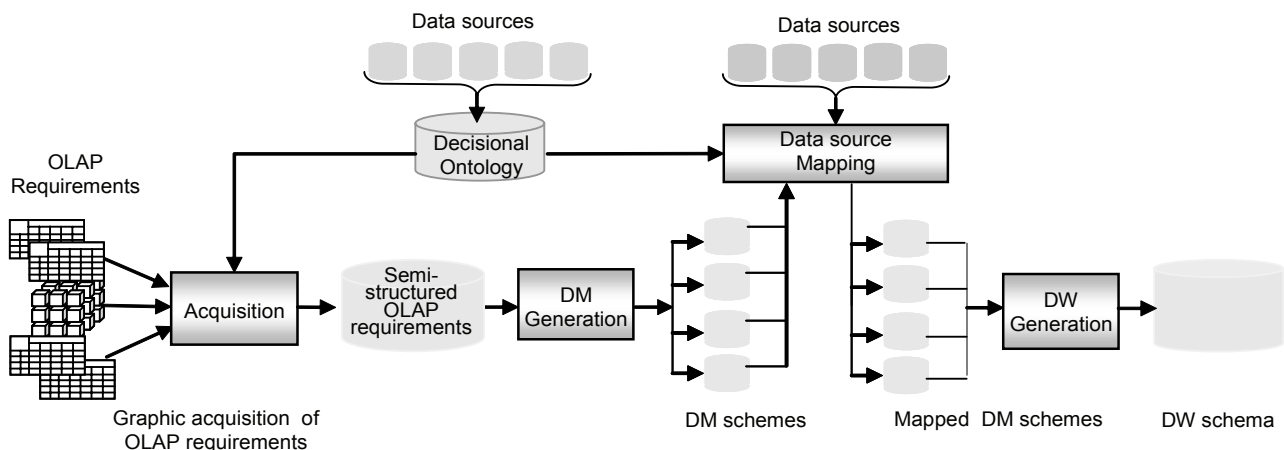 Data sources
Data sources
Decisional
Ontology
Data source
Mapping
OLAP
Requirements
Acquisition
Semi-
structured
OLAP
requirements
DM
Generation
DW
Generation
Graphic acquisition of
OLAP requirements
DM schemes
Mapped DM schemes
DW schema